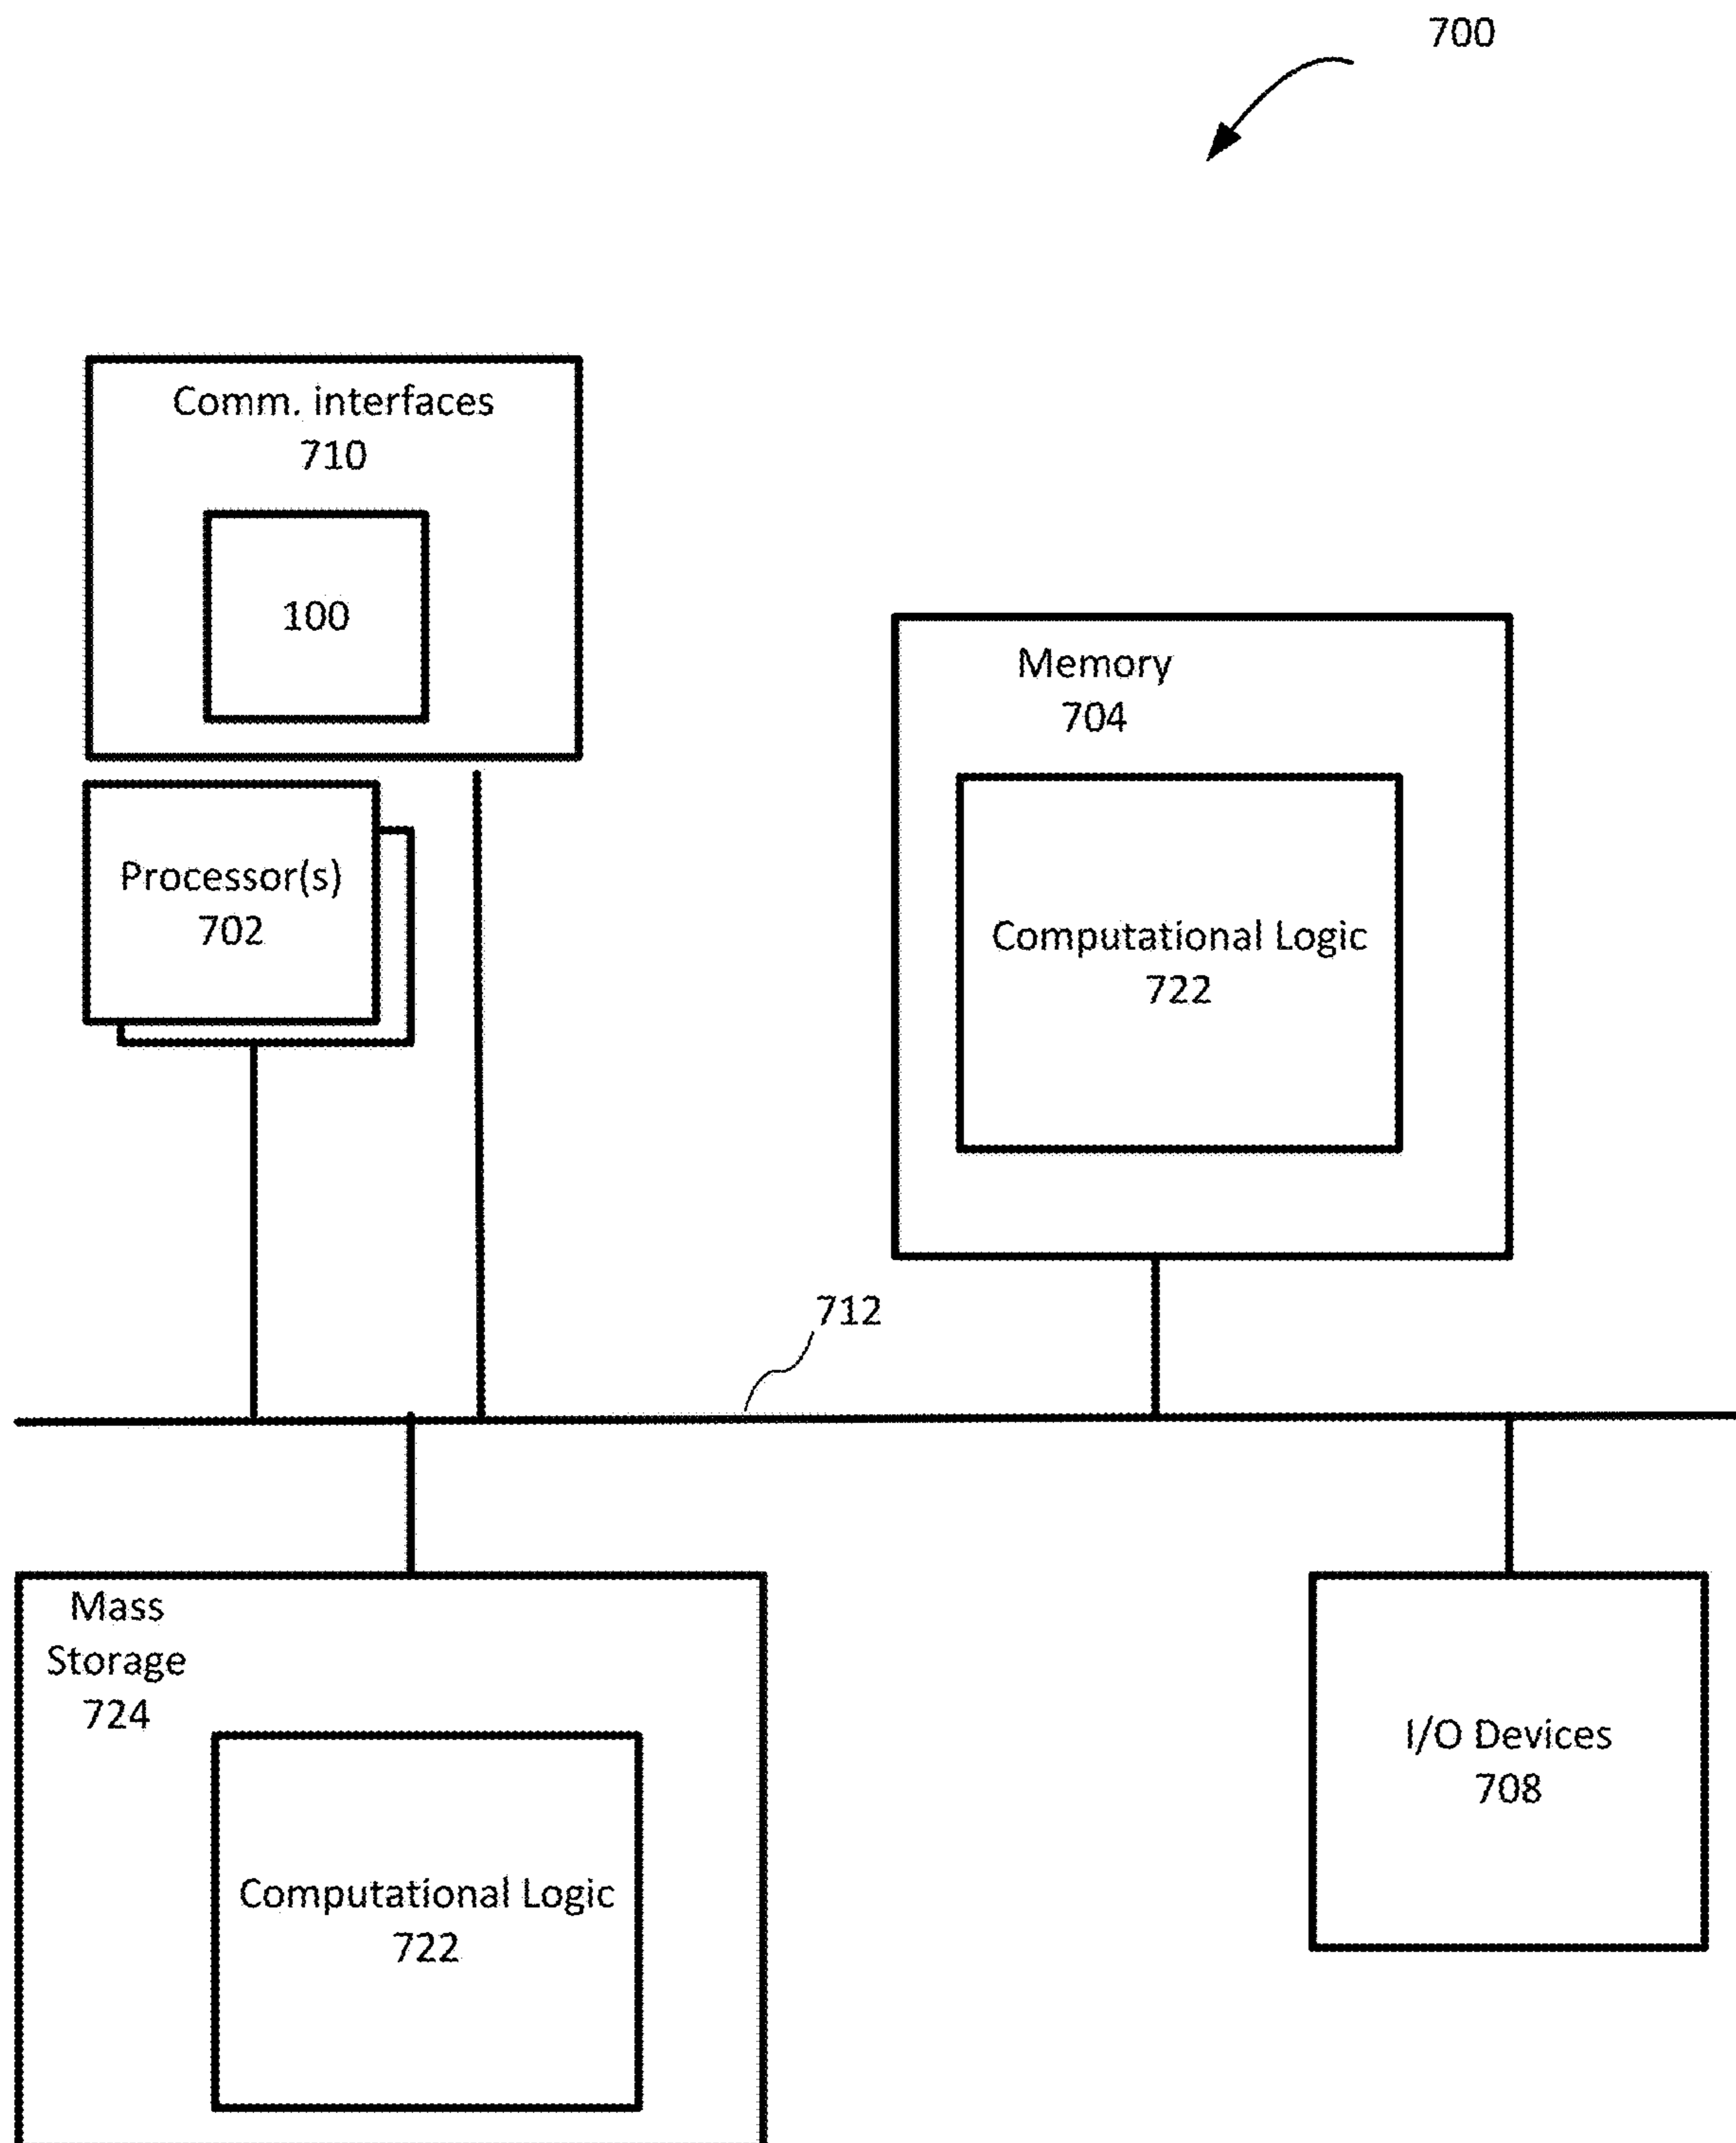 700
Comm. interfaces
710
100
Memory
704
Processor(s)
702
Computational Logic
722
712
Mass
Storage
724
I/O Devices
708
Computational Logic
722